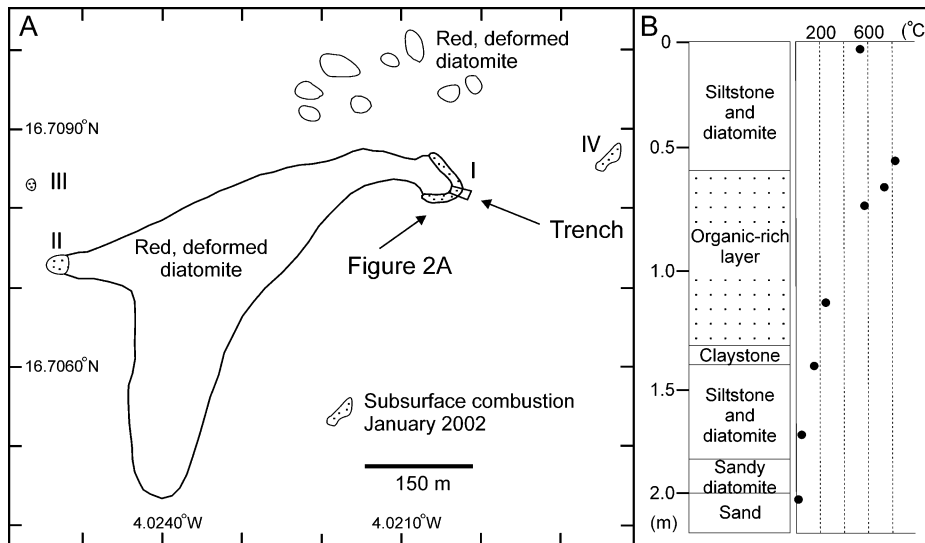 A
Red, deformed
diatomite
16.7090°N
I
IV
III
Trench
II
Red, deformed
diatomite
Figure 2A
16.7060°N
Subsurface combustion
January 2002
150 m
4.0240°W
4.0210°W
B
200
600
(°C
0
Siltstone
and
diatomite
0.5
Organic-rich
layer
1.0
Claystone
1.5
Siltstone
and
diatomite
Sandy
diatomite
2.0
(m)
Sand